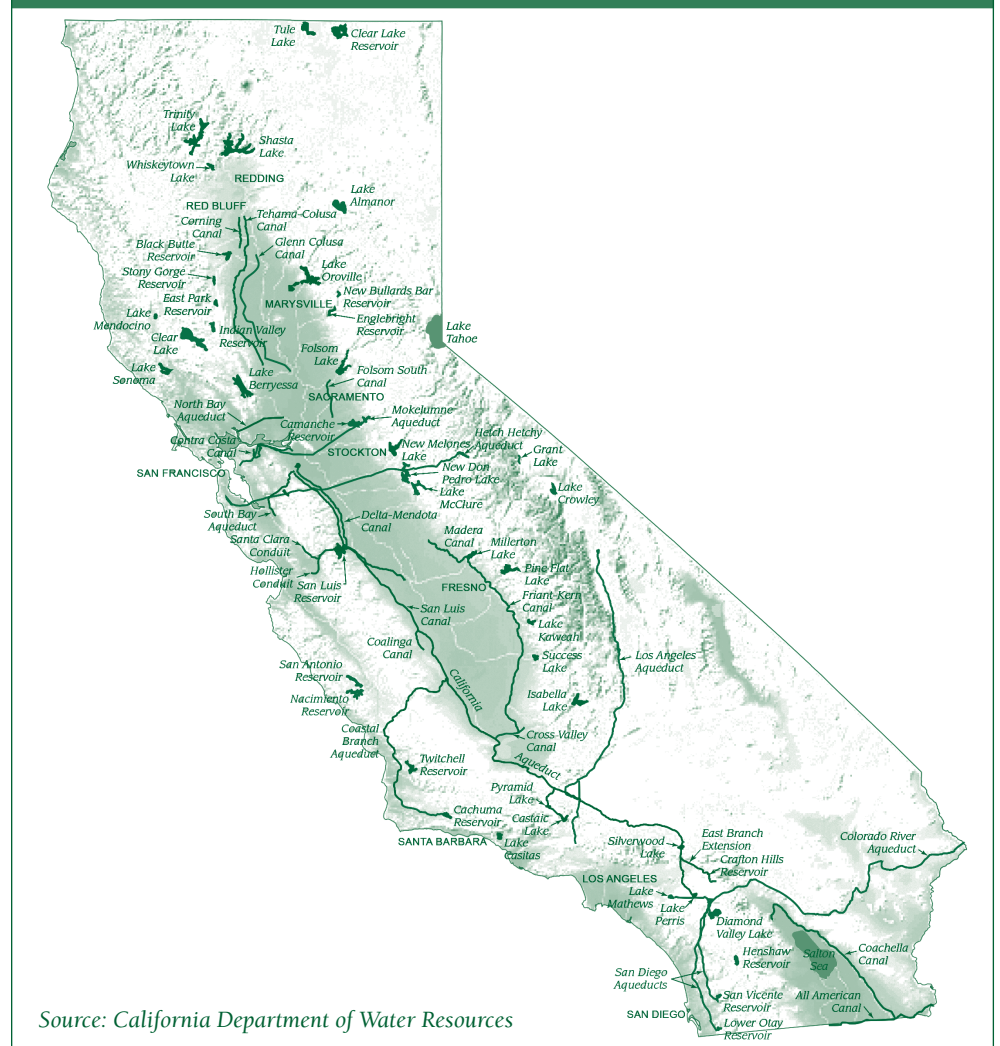 Tule
Lake
Clear Lake
Reservoir
Trinity
Lake
Shasta
Lake
Whiskeytown
Lake
REDDING
Lake
Almanor
RED BLUFF
Tehama-Colusa
Canal
Corning
Canal
Glenn Colusa
Canal
Black Butte
Reservoir
Lake
Oroville
Stony Gorge
Reservoir
New Bullards Bar
Reservoir
East Park
Reservoir
MARYSVILLE
Englebright
Reservoir
Lake
Mendocino
Indian Valley
Reservoir
Lake
Tahoe
Clear
Lake
Folsom
Lake
Lake
Sonoma
Lake
Berryessa
Folsom South
Canal
SACRAMENTO
North Bay
Aqueduct
Mokelumne
Aqueduct
Camanche
Reservoir
Contra Costa
Canal
STOCKTON
New Melones
Lake
Hetch Hetchy
Aqueduct
Grant
Lake
SAN FRANCISCO
New Don
Pedro Lake
Lake
McClure
Lake
Crowley
South Bay
Aqueduct
Delta-Mendota
Canal
Santa Clara
Conduit
Madera
Canal
Millerton
Lake
Hollister
Conduit
San Luis
Reservoir
Pine Flat
Lake
FRESNO
Friant-Kern
Canal
San Luis
Canal
Lake
Kaweah
Coalinga
Canal
Success
Lake
Los Angeles
Aqueduct
San Antonio
Reservoir
California
Aqueduct
Nacimiento
Reservoir
Isabella
Lake
Coastal
Branch
Aqueduct
Cross Valley
Canal
Twitchell
Reservoir
Pyramid
Lake
Cachuma
Reservoir
Castaic
Lake
SANTA BARBARA
Lake
Casitas
Silverwood
Lake
East Branch
Extension
Crafton Hills
Reservoir
Colorado River
Aqueduct
LOS ANGELES
Lake
Mathews
Lake
Perris
Diamond
Valley Lake
Henshaw
Reservoir
Salton
Sea
Coachella
Canal
San Diego
Aqueducts
San Vicente
Reservoir
All American
Canal
SAN DIEGO
Lower Otay
Reservoir
Source: California Department of Water Resources